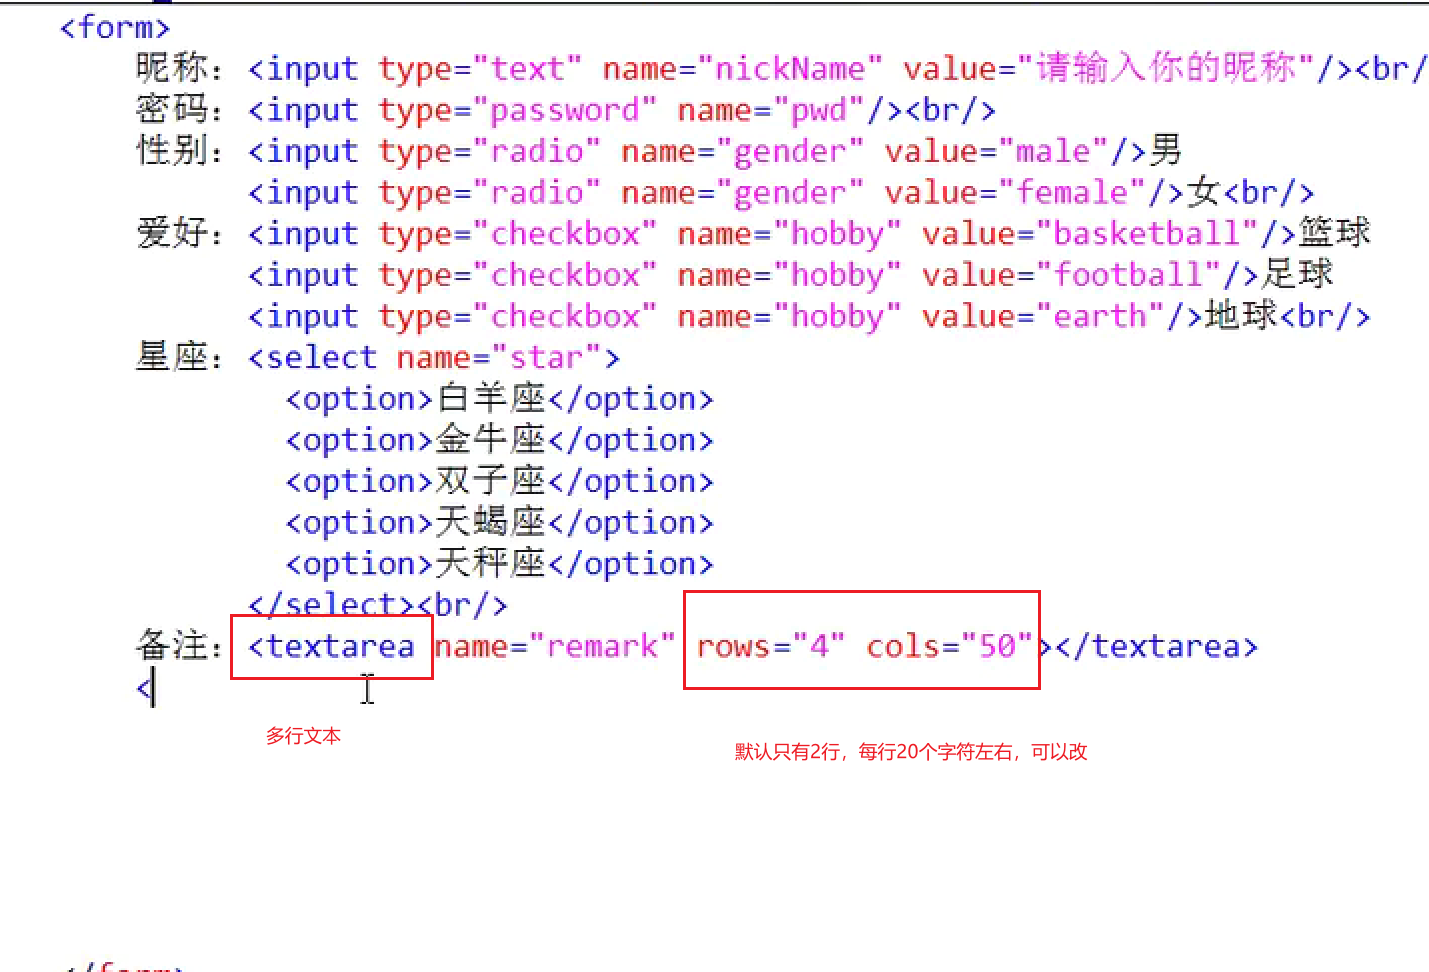 <form>
昵称：<input type="text" name="nickName" value="请输入你的昵称"/><br/
密码：<input type="password" name="pwd"/><br/>
性别：<input type="radio" name="gender" value="male"/>男
<input type="radio" name="gender" value="female"/>女<br/>
爱好：<input type="checkbox" name="hobby" value="basketball"/>篮球
<input type="checkbox" name="hobby" value="football"/>足球
<input type="checkbox" name="hobby" value="earth"/>地球<br/>
星座：<select name="star">
<option>白羊座</option>
<option>金牛座</option>
<option>双子座</option>
<option>天蝎座</option>
<option>天秤座</option>
</select><br/>
备注：<textarea name="remark" rows="4" cols="50"></textarea>
<
多行文本
默认只有2行，每行20个字符左右，可以改
</form>